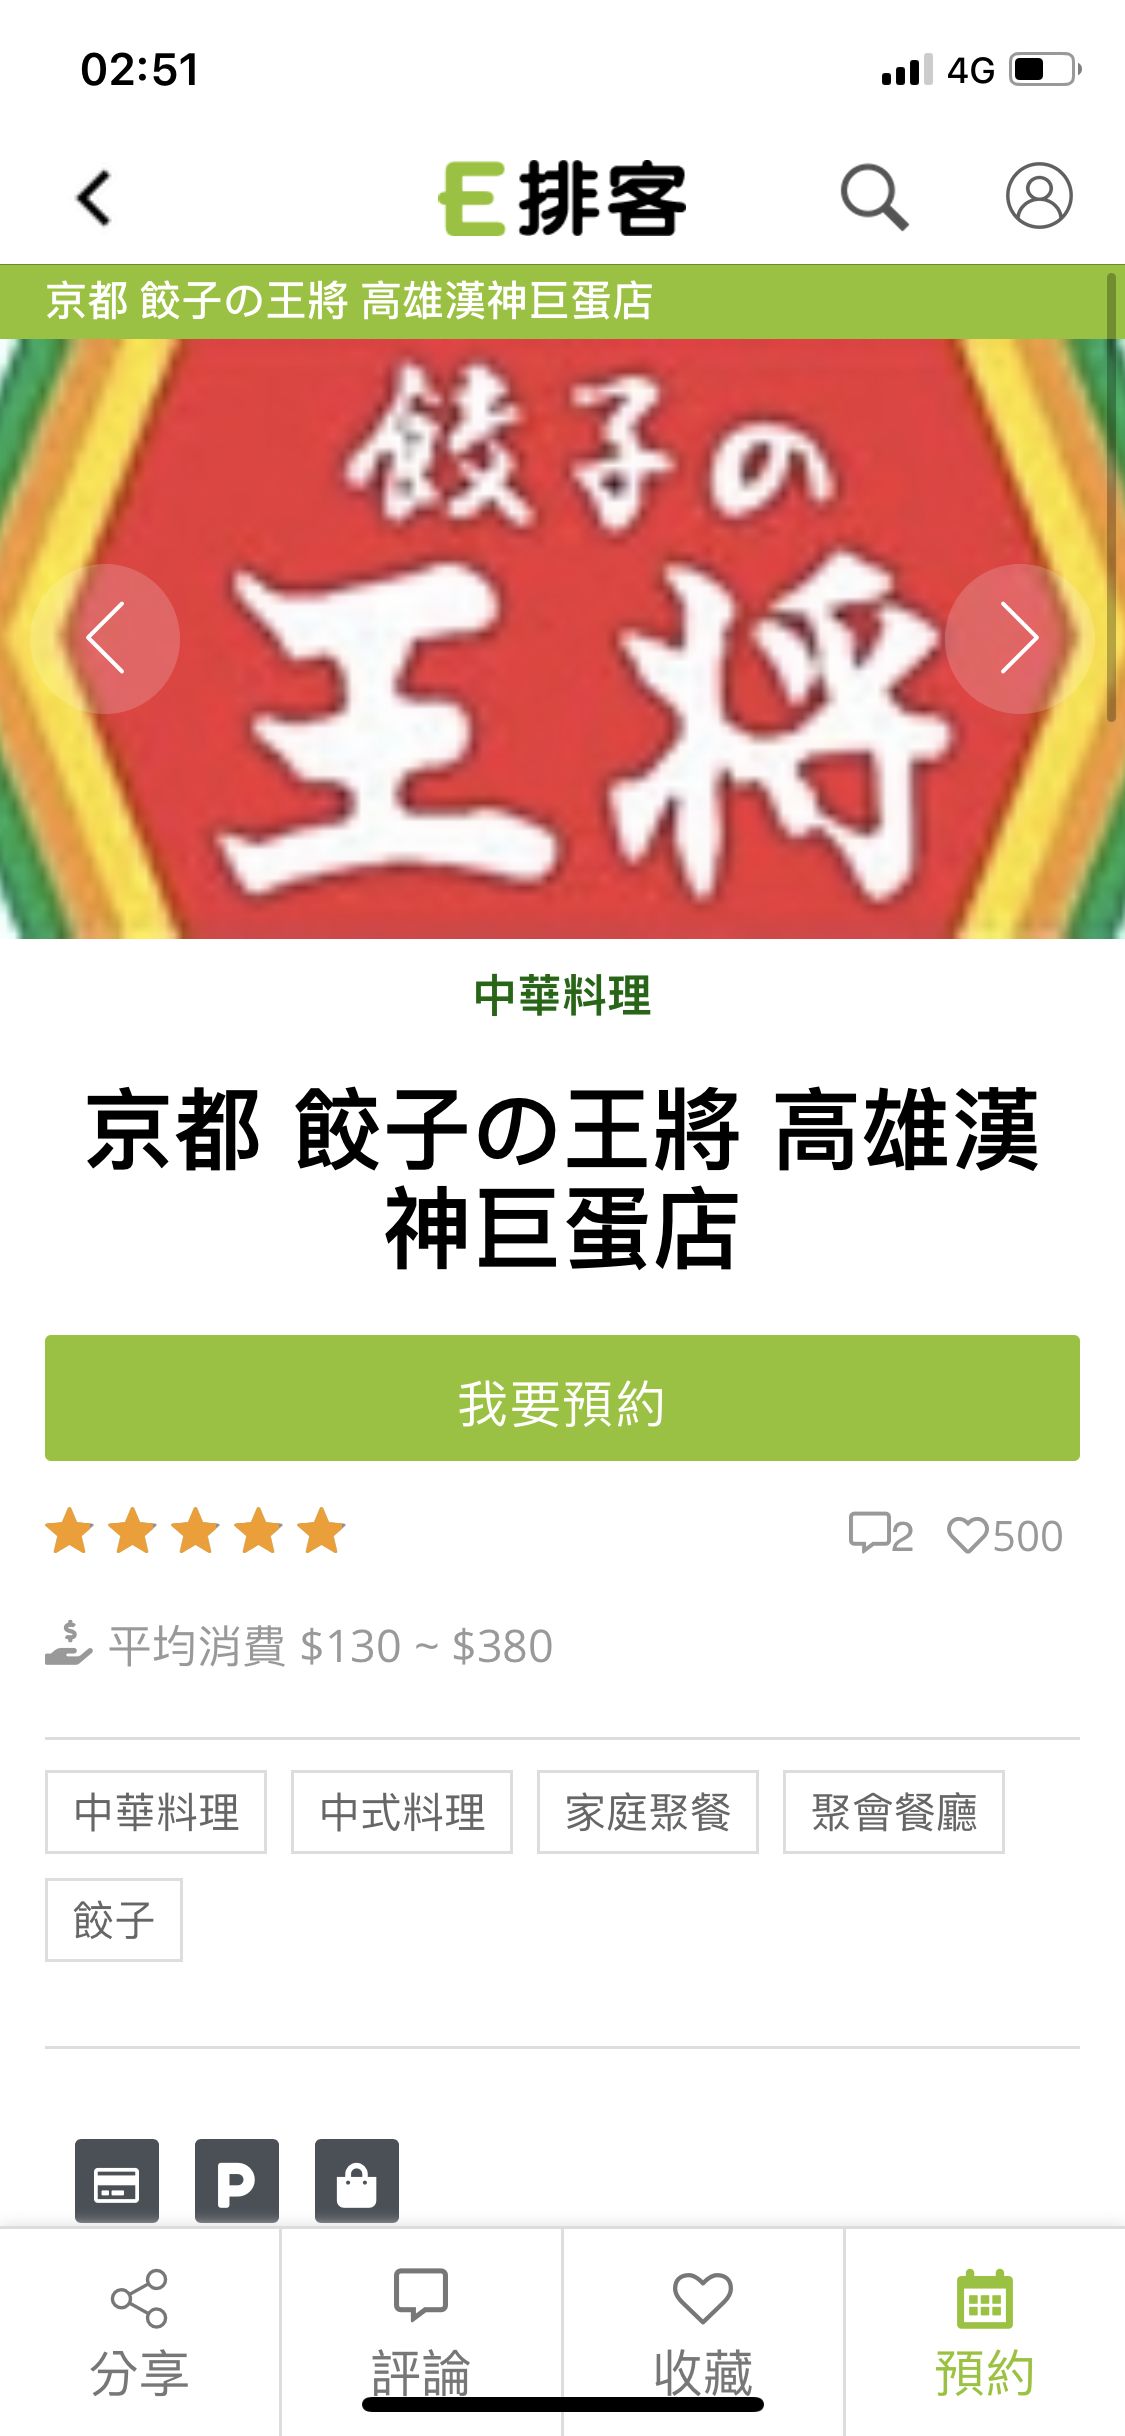 02:51 4G
E排客
京都 餃子の王將 高雄漢神巨蛋店
餃子の
王将
中華料理
京都 餃子の王將 高雄漢
神巨蛋店
我要預約
2 500
平均消費 $130 ~ $380
中華料理 中式料理 家庭聚餐 聚會餐廳
餃子
P
分享 評論 收藏 預約